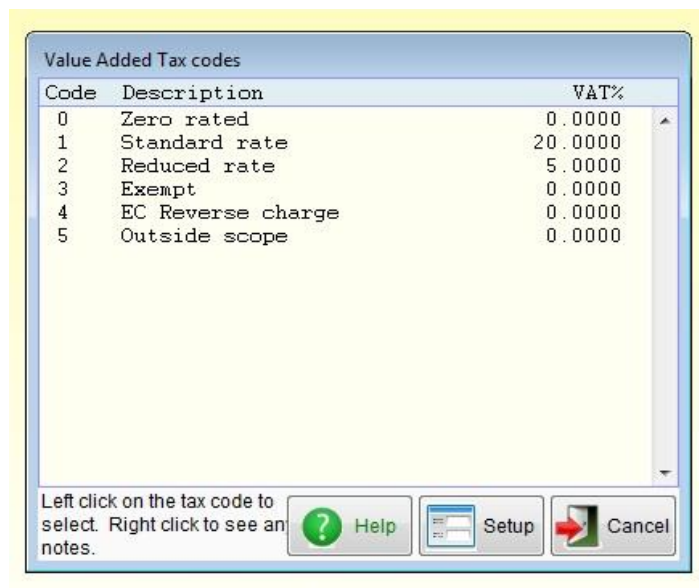 Value Added Tax codes
Code Description VAT%
0 Zero rated 0.0000
1 Standard rate 20.0000
2 Reduced rate 5.0000
3 Exempt 0.0000
4 EC Reverse charge 0.0000
5 Outside scope 0.0000
Left click on the tax code to
select. Right click to see an
notes.
? Help
Setup
Cancel